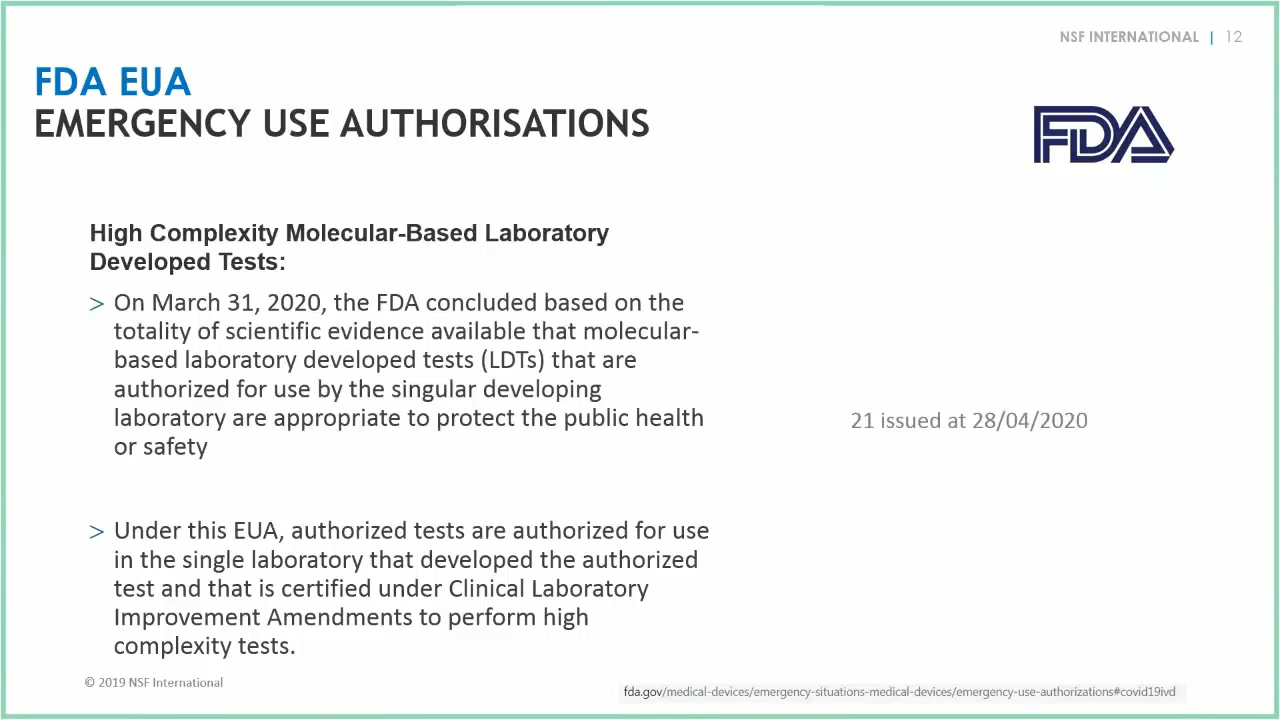 NSF INTERNATIONAL | 12
FDA EUA
EMERGENCY USE AUTHORISATIONS
FDA
High Complexity Molecular-Based Laboratory
Developed Tests:
> On March 31, 2020, the FDA concluded based on the
totality of scientific evidence available that molecular-
based laboratory developed tests (LDTs) that are
authorized for use by the singular developing
laboratory are appropriate to protect the public health
or safety
21 issued at 28/04/2020
> Under this EUA, authorized tests are authorized for use
in the single laboratory that developed the authorized
test and that is certified under Clinical Laboratory
Improvement Amendments to perform high
complexity tests.
© 2019 NSF International
fda.gov/medical-devices/emergency-situations-medical-devices/emergency-use-authorizations#covid19ivd